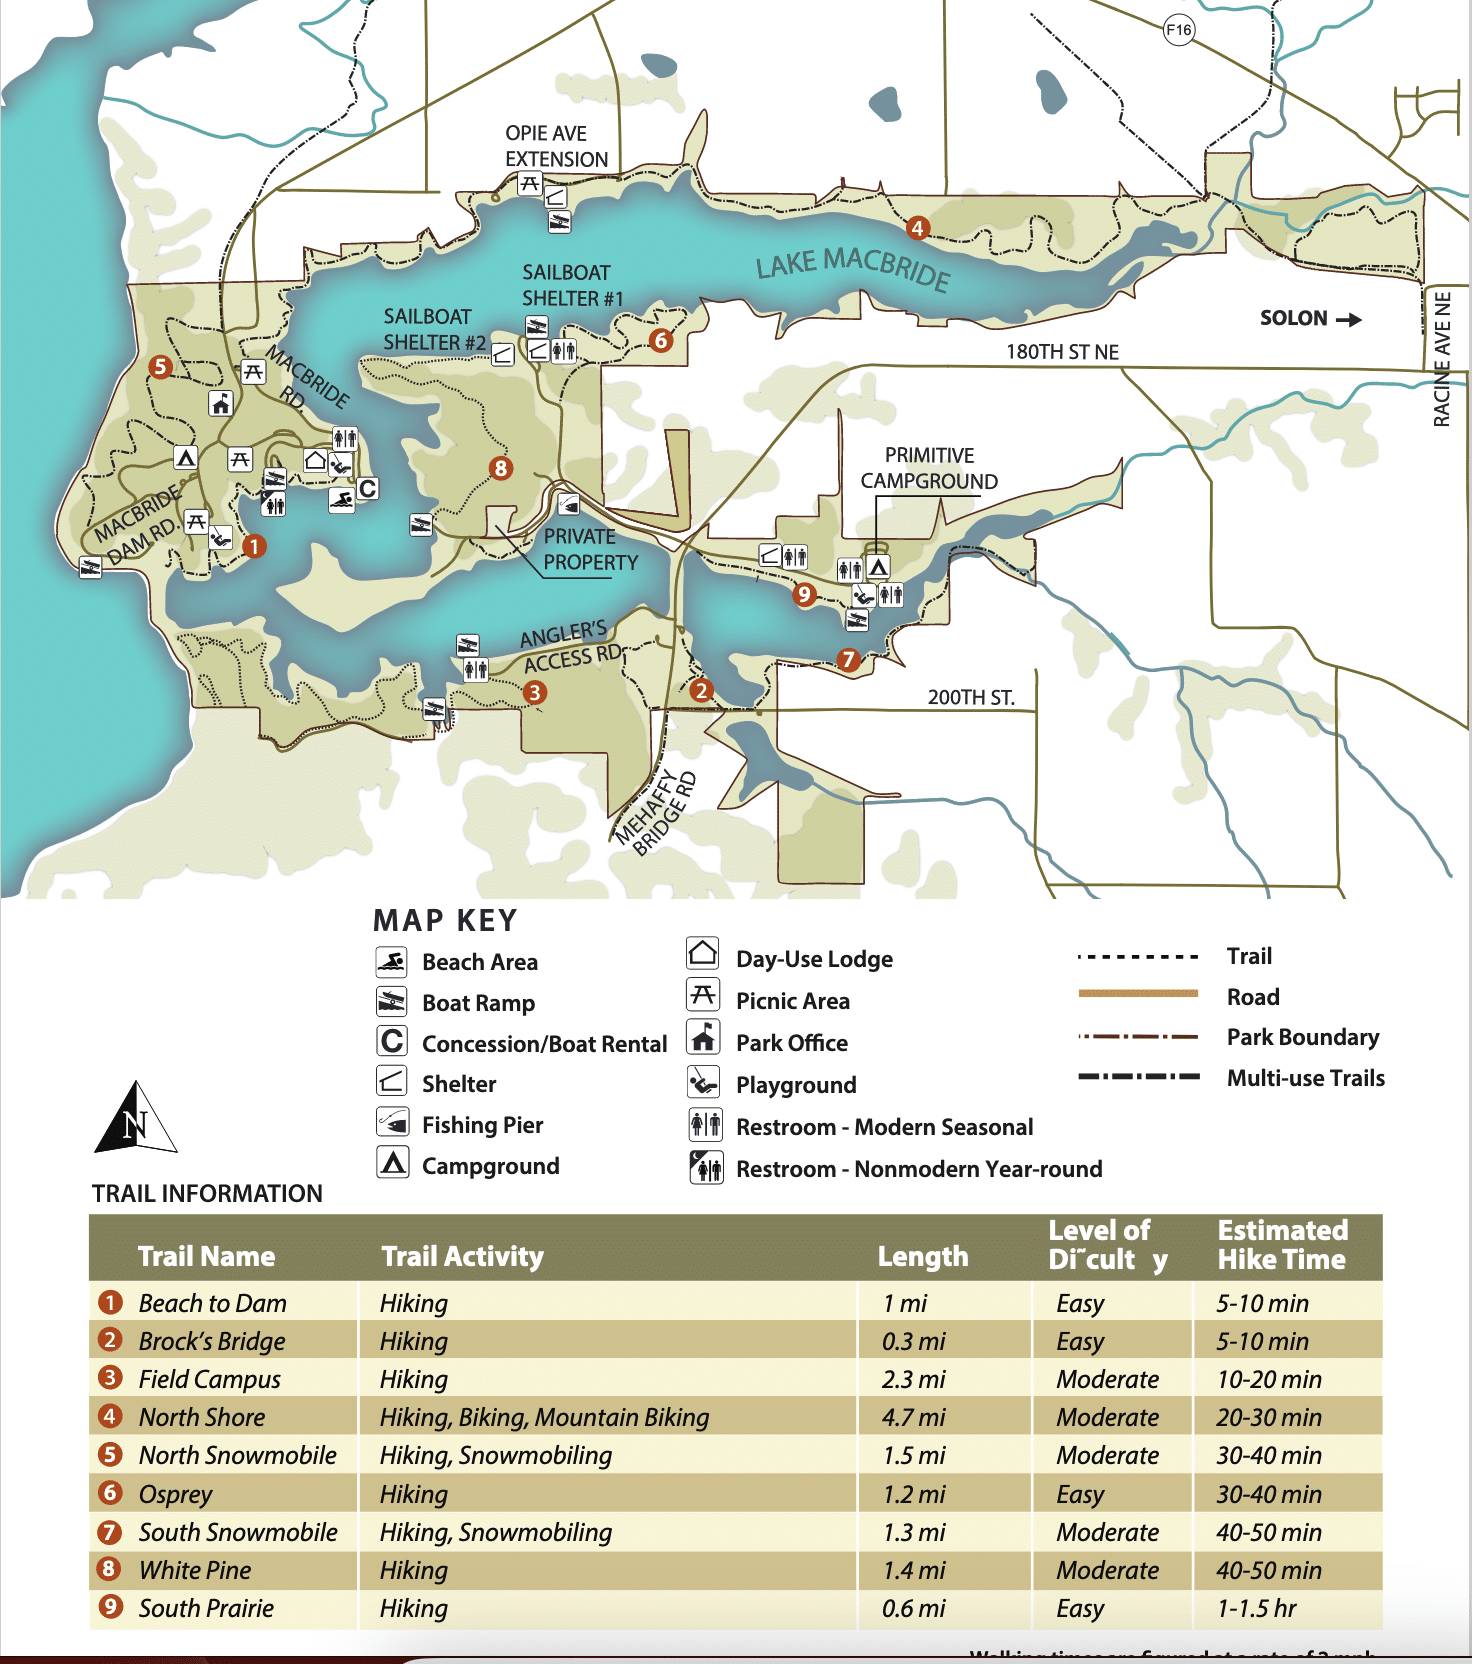 F16
OPIE AVE
EXTENSION
4
LAKE MACBRIDE
SAILBOAT
SHELTER #1
SAILBOAT
SHELTER #2
6
SOLON
180TH ST NE
RACINE AVE NE
5
MACBRIDE
RD.
8
C
PRIMITIVE
CAMPGROUND
MACBRIDE
DAM RD.
1
PRIVATE
PROPERTY
9
ANGLER'S
ACCESS RD
7
3
2
200TH ST.
MEHAFFY
BRIDGE RD
MAP KEY
Beach Area
Boat Ramp
C Concession/Boat Rental
Shelter
Fishing Pier
Campground
Day-Use Lodge
Picnic Area
Park Office
Playground
Restroom - Modern Seasonal
Restroom - Nonmodern Year-round
Trail
Road
Park Boundary
Multi-use Trails
N
TRAIL INFORMATION
Trail Name Trail Activity Length Level of Di˜cult y Estimated Hike Time
1 Beach to Dam Hiking 1 mi Easy 5-10 min
2 Brock's Bridge Hiking 0.3 mi Easy 5-10 min
3 Field Campus Hiking 2.3 mi Moderate 10-20 min
4 North Shore Hiking, Biking, Mountain Biking 4.7 mi Moderate 20-30 min
5 North Snowmobile Hiking, Snowmobiling 1.5 mi Moderate 30-40 min
6 Osprey Hiking 1.2 mi Easy 30-40 min
7 South Snowmobile Hiking, Snowmobiling 1.3 mi Moderate 40-50 min
8 White Pine Hiking 1.4 mi Moderate 40-50 min
9 South Prairie Hiking 0.6 mi Easy 1-1.5 hr
Walking times are figured at a rate of 2 mph